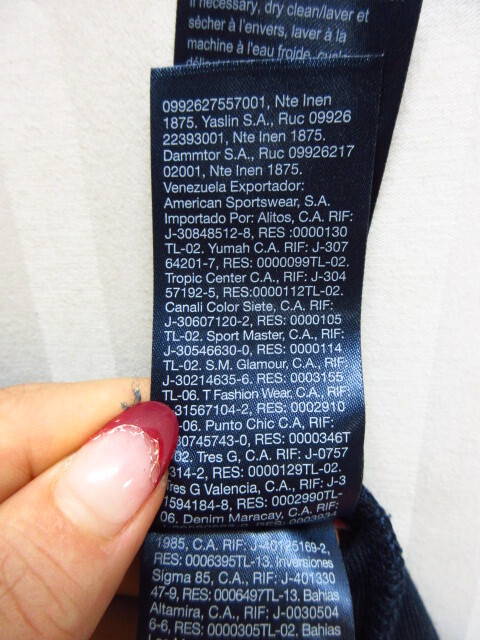 If necessary, dry clean/laver et
sécher à l'envers, laver à la
machine à l'eau froide,
0992627557001, Nte Inen
1875. Yaslin S.A., Ruc 09926
22393001, Nte Inen 1875.
Dammtor S.A., Ruc 09926217
02001, Nte Inen 1875.
Venezuela Exportador:
American Sportswear, S.A.
Importado Por: Alitos, C.A. RIF:
J-30848512-8, RES :0000130
TL-02. Yumah C.A. RIF: J-307
64201-7, RES: 0000099TL-02.
Tropic Center C.A., RIF: J-304
57192-5, RES:0000112TL-02.
Canali Color Siete, C.A. RIF:
J-30607120-2, RES: 0000105
TL-02. Sport Master, C.A., RIF:
J-30546630-0, RES: 0000114
TL-02. S.M. Glamour, C.A., RIF:
J-30214635-6. RES: 0003155
TL-06. T Fashion Wear, C.A. RIF:
31567104-2, RES: 0002910
-06. Punto Chic C.A., RIF:
30745743-0, RES: 0000346T
02. Tres G, C.A. RIF: J-0757
314-2, RES: 0000129TL-02.
Tres G Valencia, C.A., RIF: J-3
1594184-8, RES: 0002990TL-
06. Denim Maracay, C.A. RIF:
1985, C.A. RIF: J-40125169-2,
RES: 0006395TL-13. Inversiones
Sigma 85, C.A., RIF: J-401330
47-9, RES: 0006497TL-13. Bahias
Altamira, C.A., RIF: J-0030504
6-6, RES: 0000305TL-02. Bahias